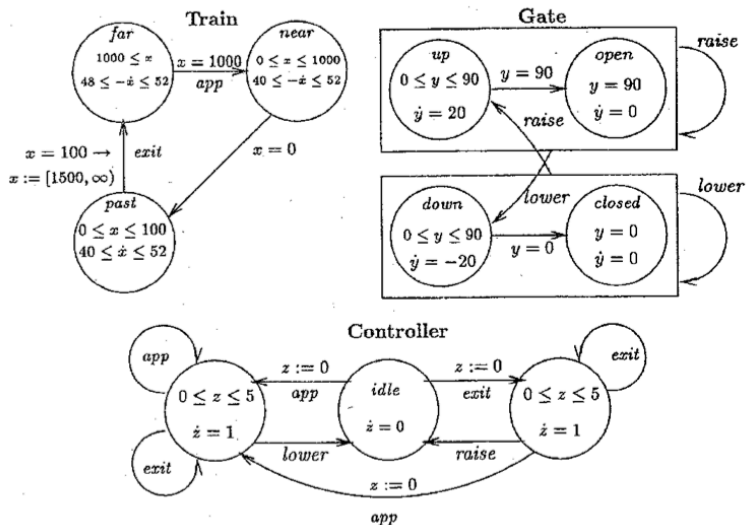 Train
far
1000 ≤ x
48 ≤ −ẋ ≤ 52
x = 1000
app
near
0 ≤ x ≤ 1000
40 ≤ −ẋ ≤ 52
x = 0
x = 100 →
x := [1500, ∞)
exit
past
0 ≤ x ≤ 100
40 ≤ ẋ ≤ 52
Gate
up
0 ≤ y ≤ 90
ẏ = 20
y = 90
open
y = 90
ẏ = 0
raise
raise
lower
down
0 ≤ y ≤ 90
ẏ = −20
y = 0
closed
y = 0
ẏ = 0
lower
Controller
app
exit
0 ≤ z ≤ 5
ż = 1
z := 0
app
lower
idle
ż = 0
z := 0
exit
raise
0 ≤ z ≤ 5
ż = 1
exit
z := 0
app